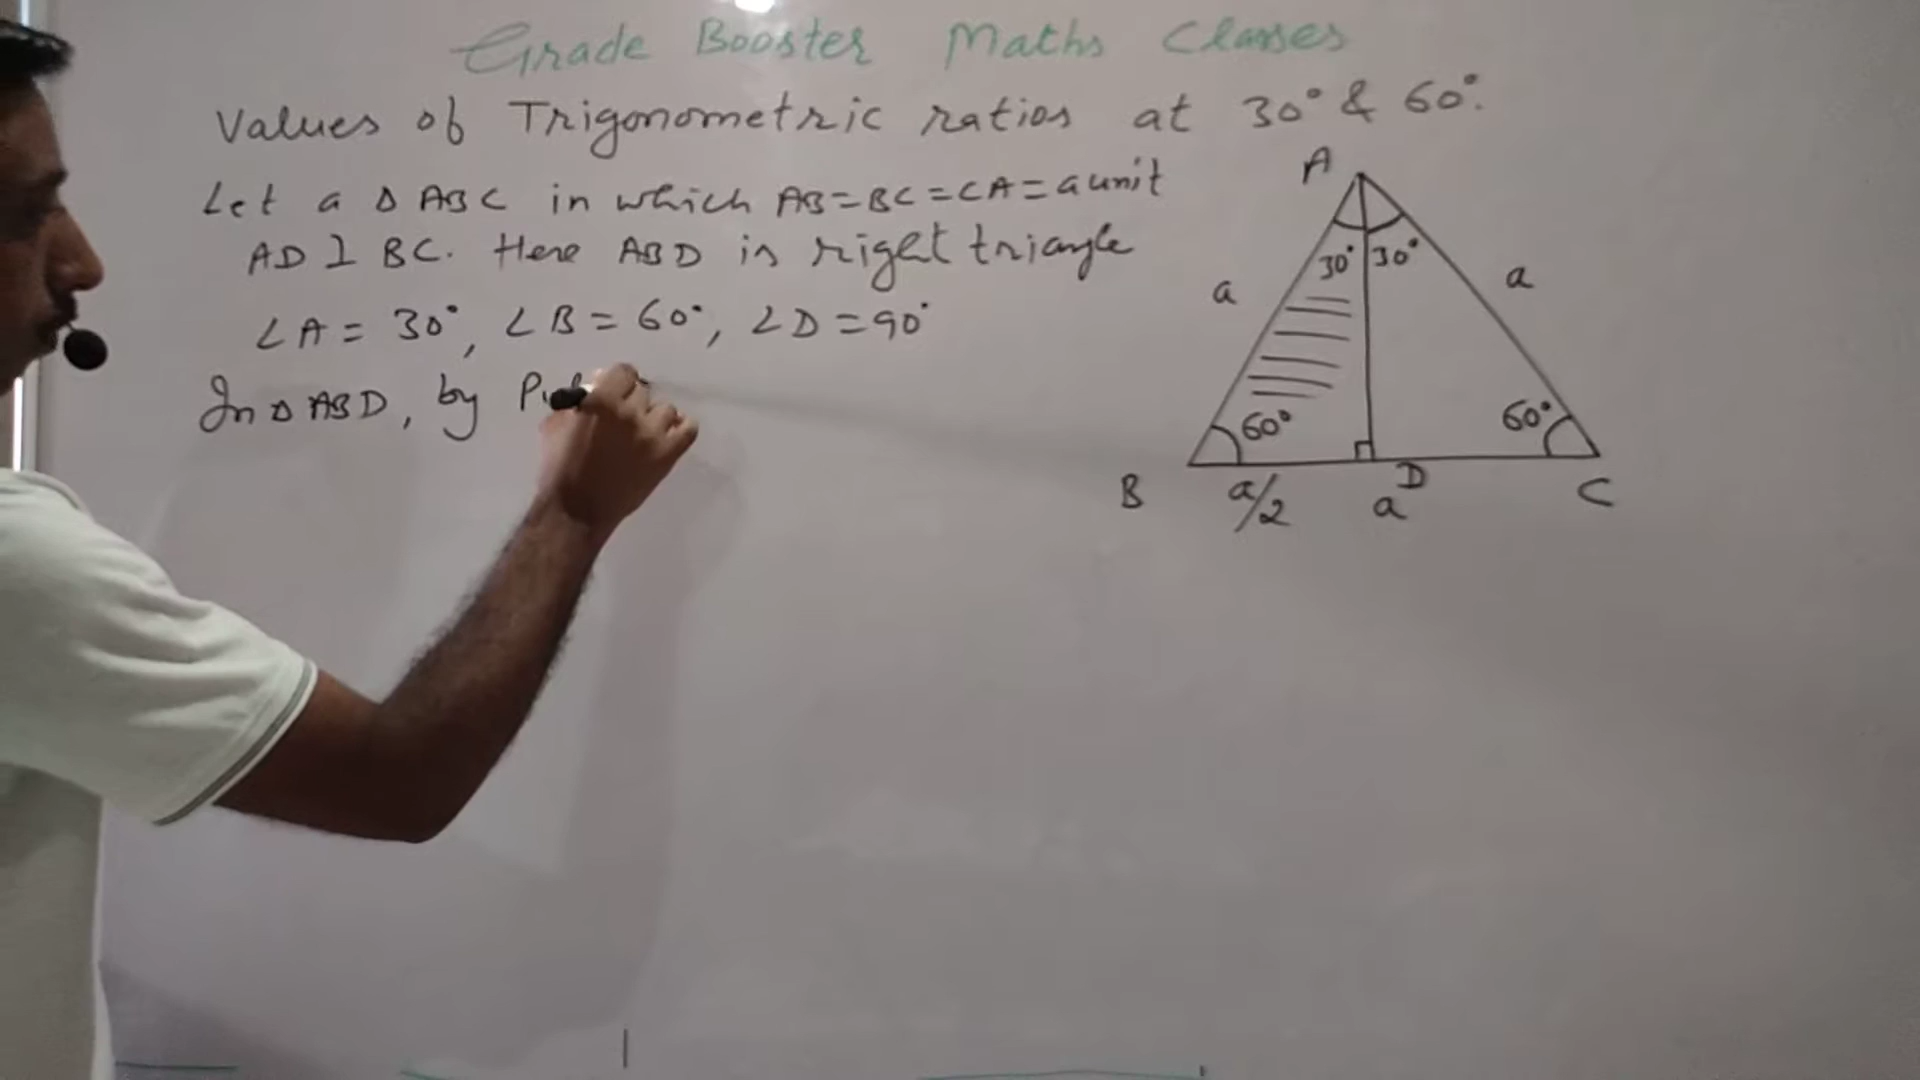 Grade Booster Maths Classes
Values of Trigonometric ratios at 30° & 60°.
Let a Δ ABC in which AB=BC=CA=a unit
AD ⊥ BC. Here ABD is right triangle
∠A = 30°, ∠B = 60°, ∠D = 90°
In Δ ABD, by
A
30° 30°
a a
60° 60°
B a/2 a D C